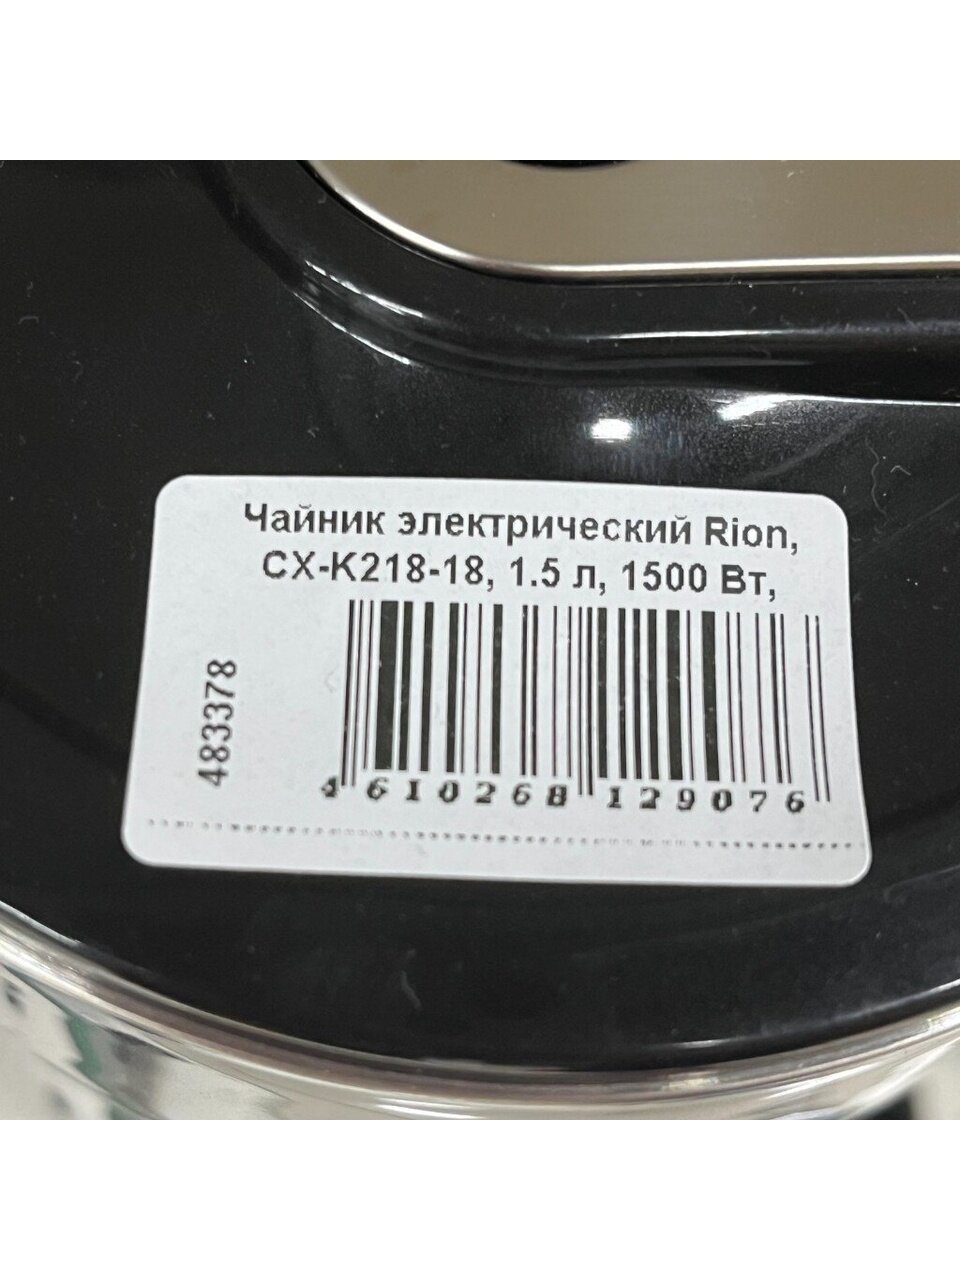 Чайник электрический Rion,
CX-K218-18, 1.5 л, 1500 Вт,
483378
4 610268 129076